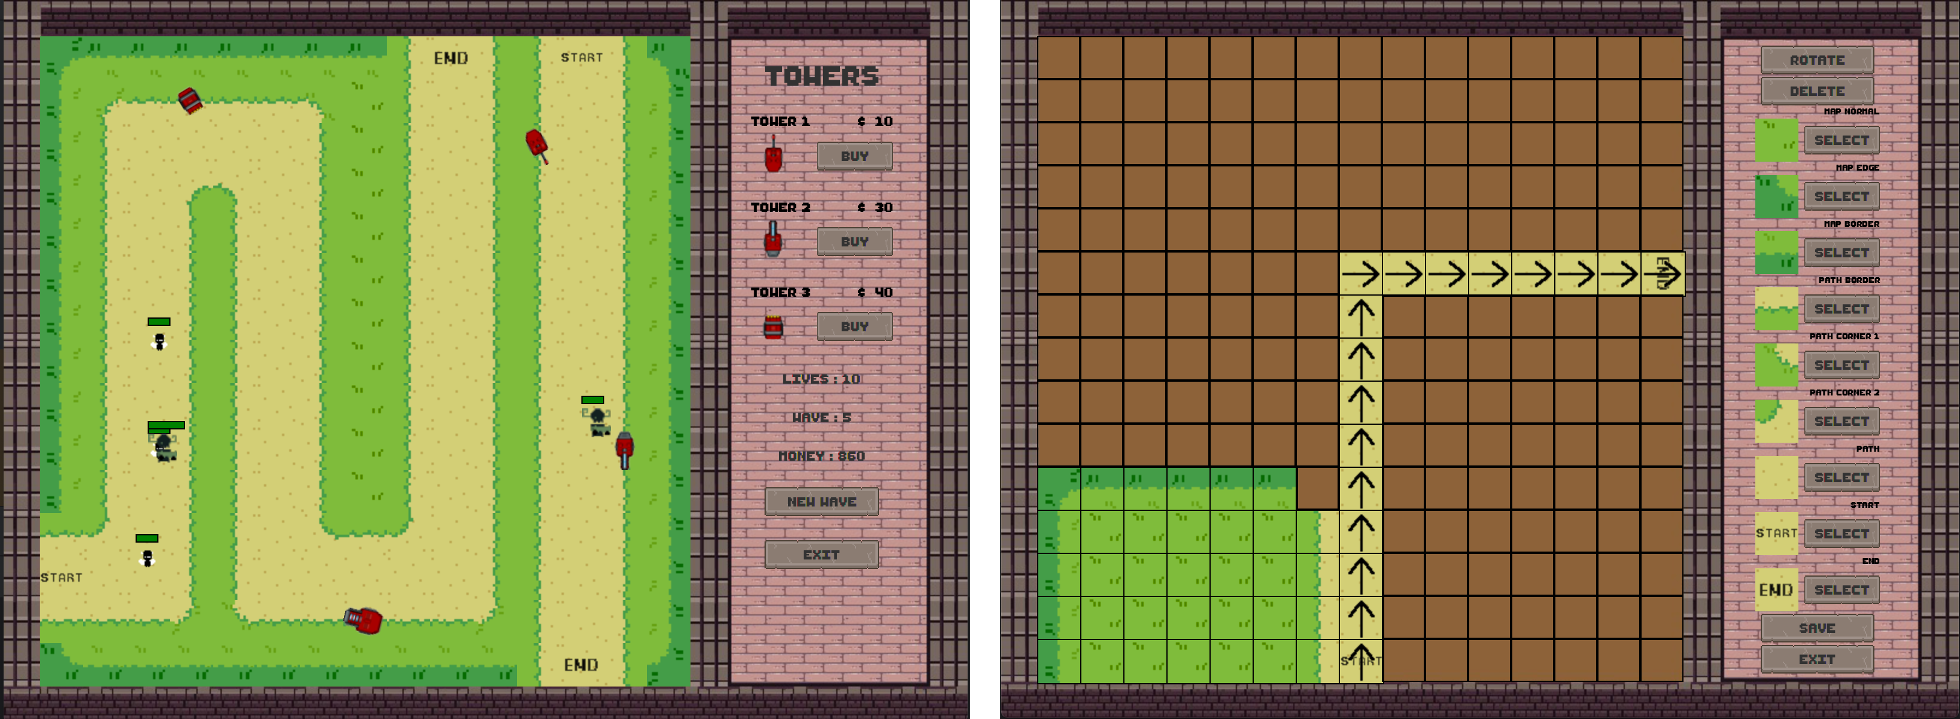 END
START
TOWERS
TOWER 1 ¢ 10
BUY
TOWER 2 ¢ 30
BUY
TOWER 3 ¢ 40
BUY
LIVES : 10
WAVE : 5
MONEY : 860
NEW WAVE
EXIT
START
END
ROTATE
DELETE
MAP NORMAL
SELECT
MAP EDGE
SELECT
MAP BORDER
SELECT
PATH BORDER
SELECT
PATH CORNER 1
SELECT
PATH CORNER 2
SELECT
PATH
SELECT
START
START SELECT
END
END SELECT
SAVE
EXIT
END
START